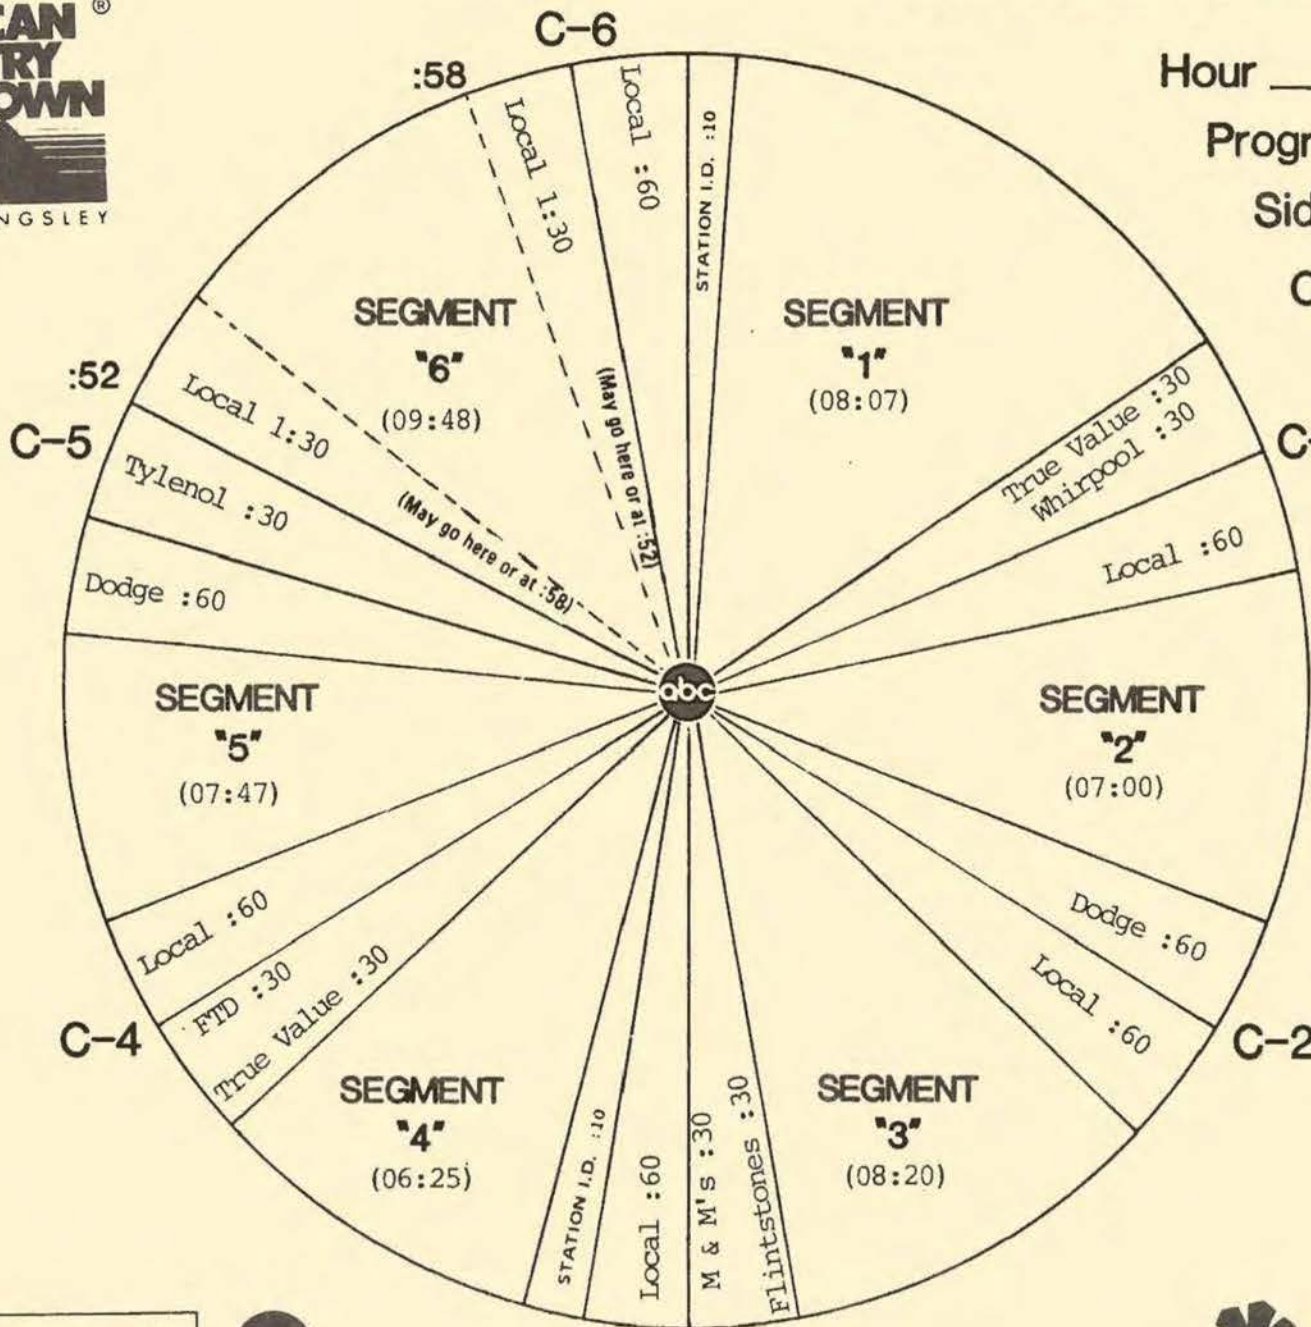 C-6
:58
Hour
NGSLEY
Local 1:30
Local :60
STATION I.D. :10
SEGMENT
"6"
(09:48)
(May go here or at :52)
SEGMENT
"1"
(08:07)
True Value :30
Whirpool :30
Local :60
:52
C-5
Local 1:30
(May go here or at :58)
Tylenol :30
Dodge :60
abc
SEGMENT
"5"
(07:47)
SEGMENT
"2"
(07:00)
Dodge :60
Local :60
C-2
Local :60
FTD :30
True Value :30
C-4
SEGMENT
"4"
(06:25)
STATION I.D. :10
Local :60
M & M's :30
Flintstones :30
SEGMENT
"3"
(08:20)